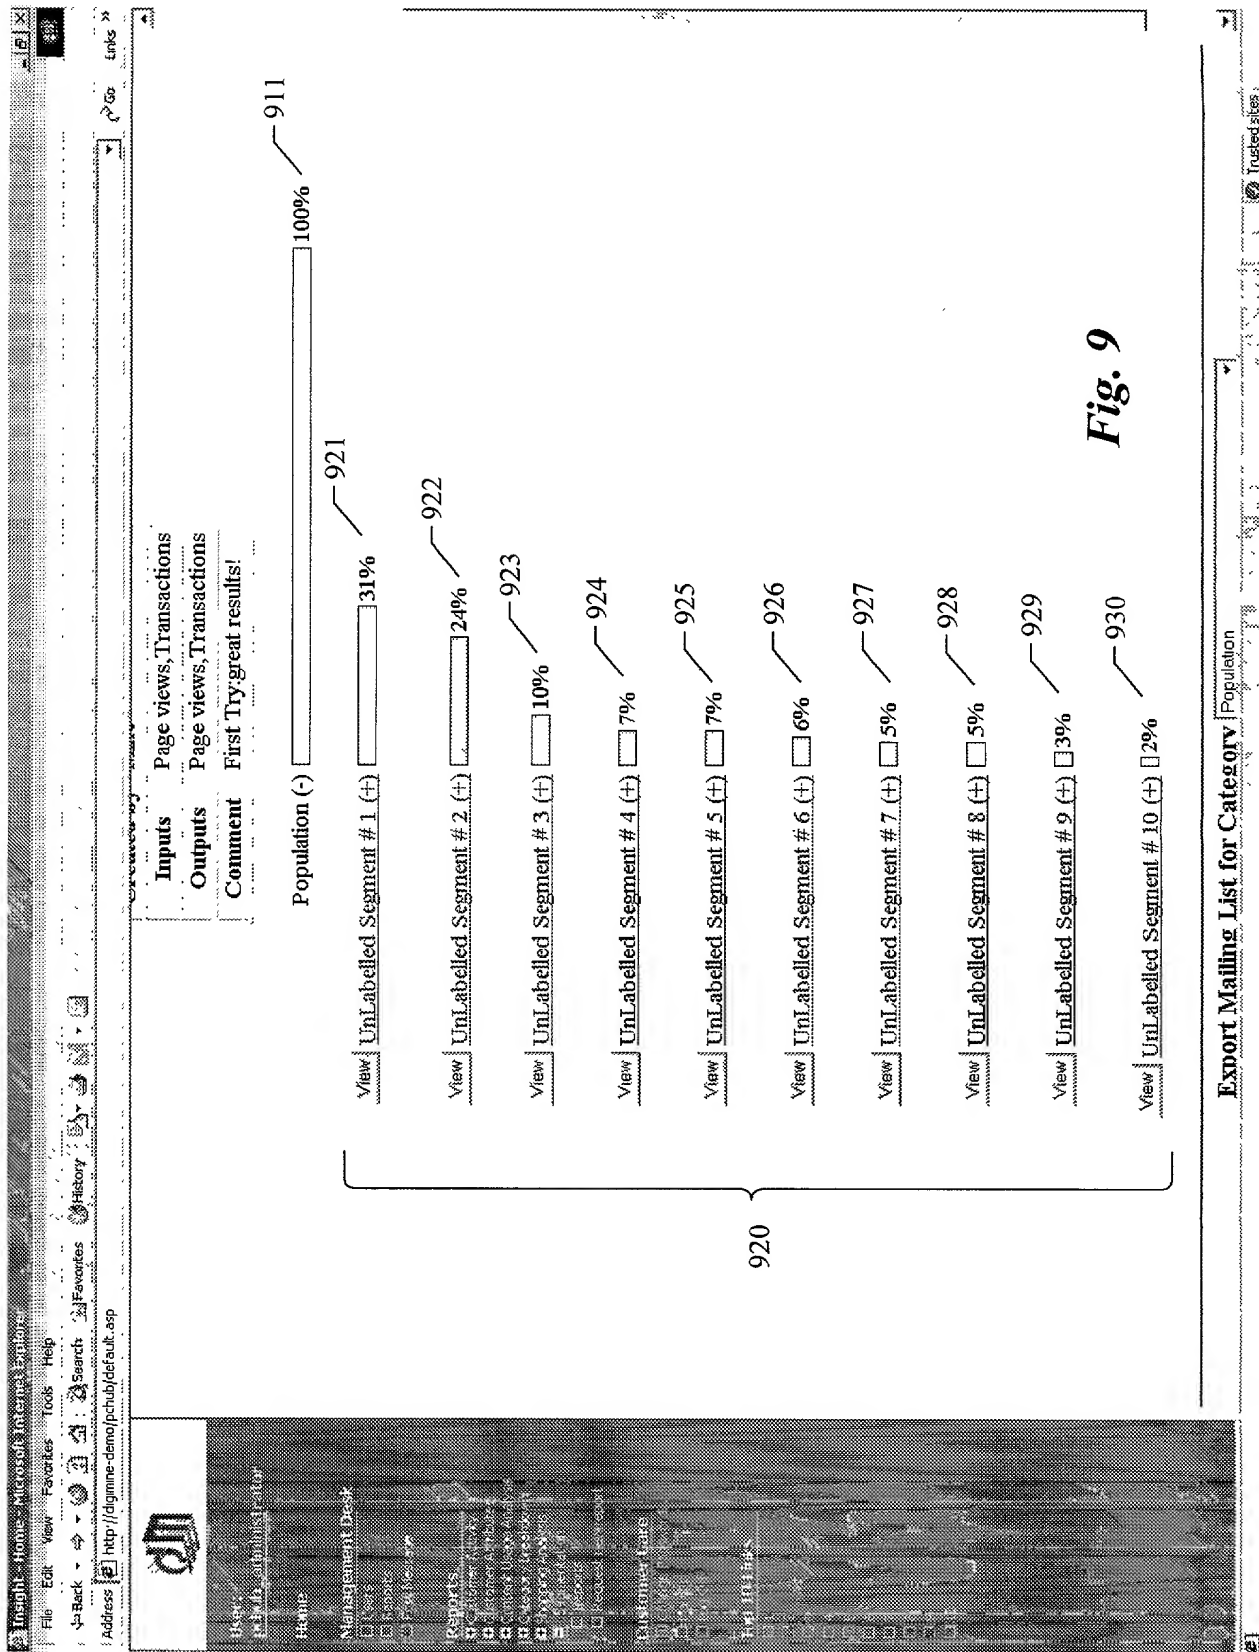 Insight - Home - Microsoft Internet Explorer
File Edit View Favorites Tools Help
Back Search Favorites History
Address http://digimine-demo/pchub/default.asp Go Links »
dm
Home
Management Desk
Users
Reports
Inputs Page views,Transactions
Outputs Page views,Transactions
Comment First Try:great results!
Population (-) 100% 911
View UnLabelled Segment # 1 (+) 31% 921
View UnLabelled Segment # 2 (+) 24% 922
View UnLabelled Segment # 3 (+) 10% 923
View UnLabelled Segment # 4 (+) 7% 924
View UnLabelled Segment # 5 (+) 7% 925
View UnLabelled Segment # 6 (+) 6% 926
View UnLabelled Segment # 7 (+) 5% 927
View UnLabelled Segment # 8 (+) 5% 928
View UnLabelled Segment # 9 (+) 3% 929
View UnLabelled Segment # 10 (+) 2% 930
920
Export Mailing List for Category Population
Trusted sites
Fig. 9